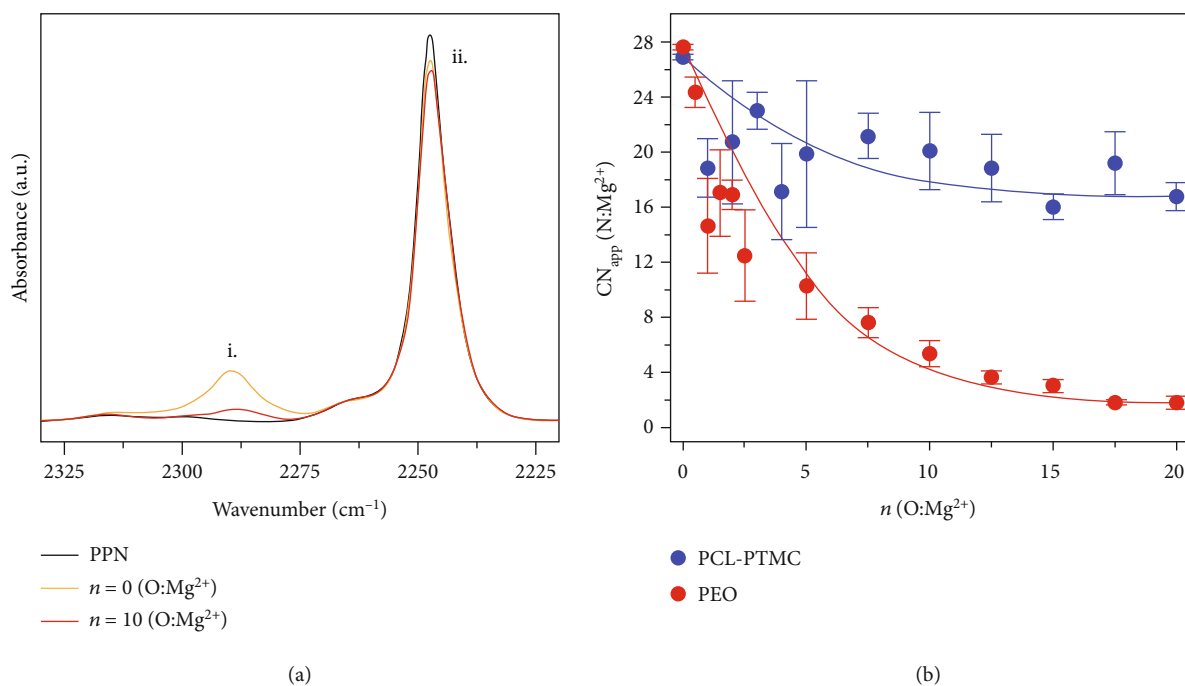 ii.
i.
Absorbance (a.u.)
2325
2300
2275
2250
2225
Wavenumber (cm⁻¹)
PPN
n = 0 (O:Mg²⁺)
n = 10 (O:Mg²⁺)
(a)
28
24
20
16
12
8
4
0
CNapp (N:Mg²⁺)
0
5
10
15
20
n (O:Mg²⁺)
PCL-PTMC
PEO
(b)